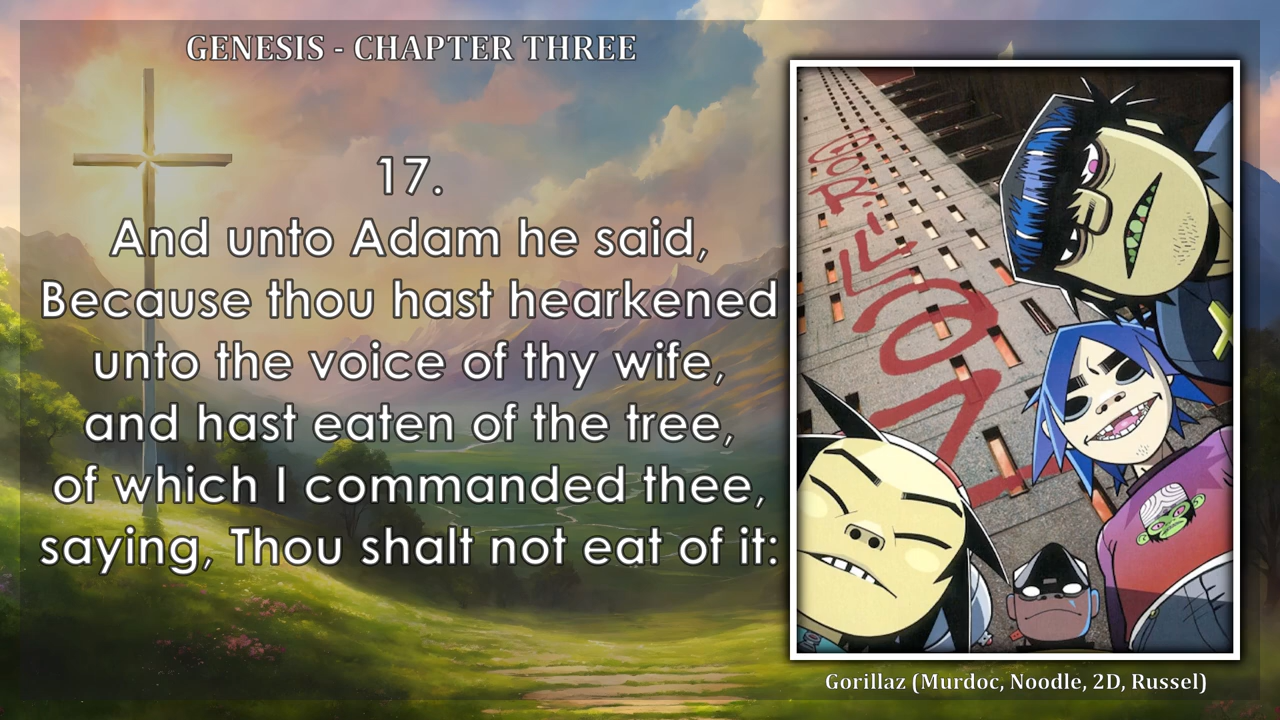 GENESIS - CHAPTER THREE
17.
And unto Adam he said,
Because thou hast hearkened
unto the voice of thy wife,
and hast eaten of the tree,
of which I commanded thee,
saying, Thou shalt not eat of it:
GORILLAZ
Gorillaz (Murdoc, Noodle, 2D, Russel)